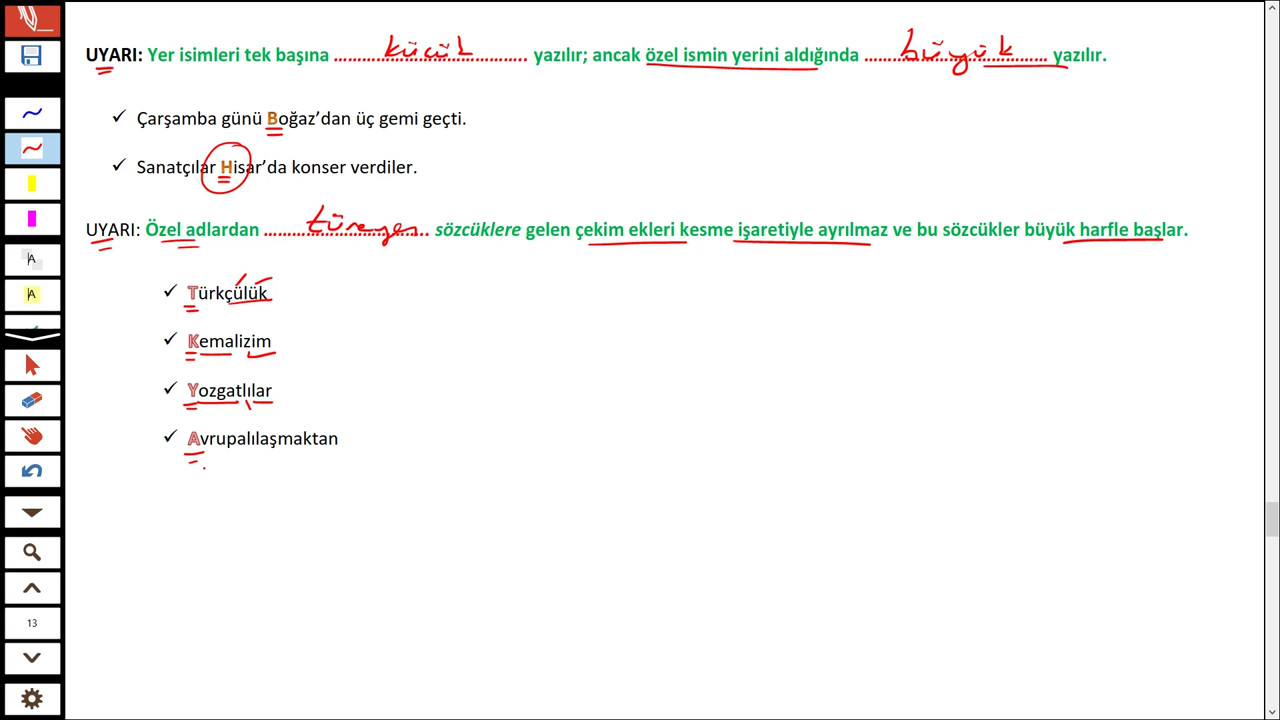 UYARI: Yer isimleri tek başına ......küçük...... yazılır; ancak özel ismin yerini aldığında ......büyük...... yazılır.
✓ Çarşamba günü Boğaz'dan üç gemi geçti.
✓ Sanatçılar Hisar'da konser verdiler.
UYARI: Özel adlardan ......türeyen...... sözcüklere gelen çekim ekleri kesme işaretiyle ayrılmaz ve bu sözcükler büyük harfle başlar.
✓ Türkçülük
✓ Kemalizim
✓ Yozgatlılar
✓ Avrupalılaşmaktan
A
A
13